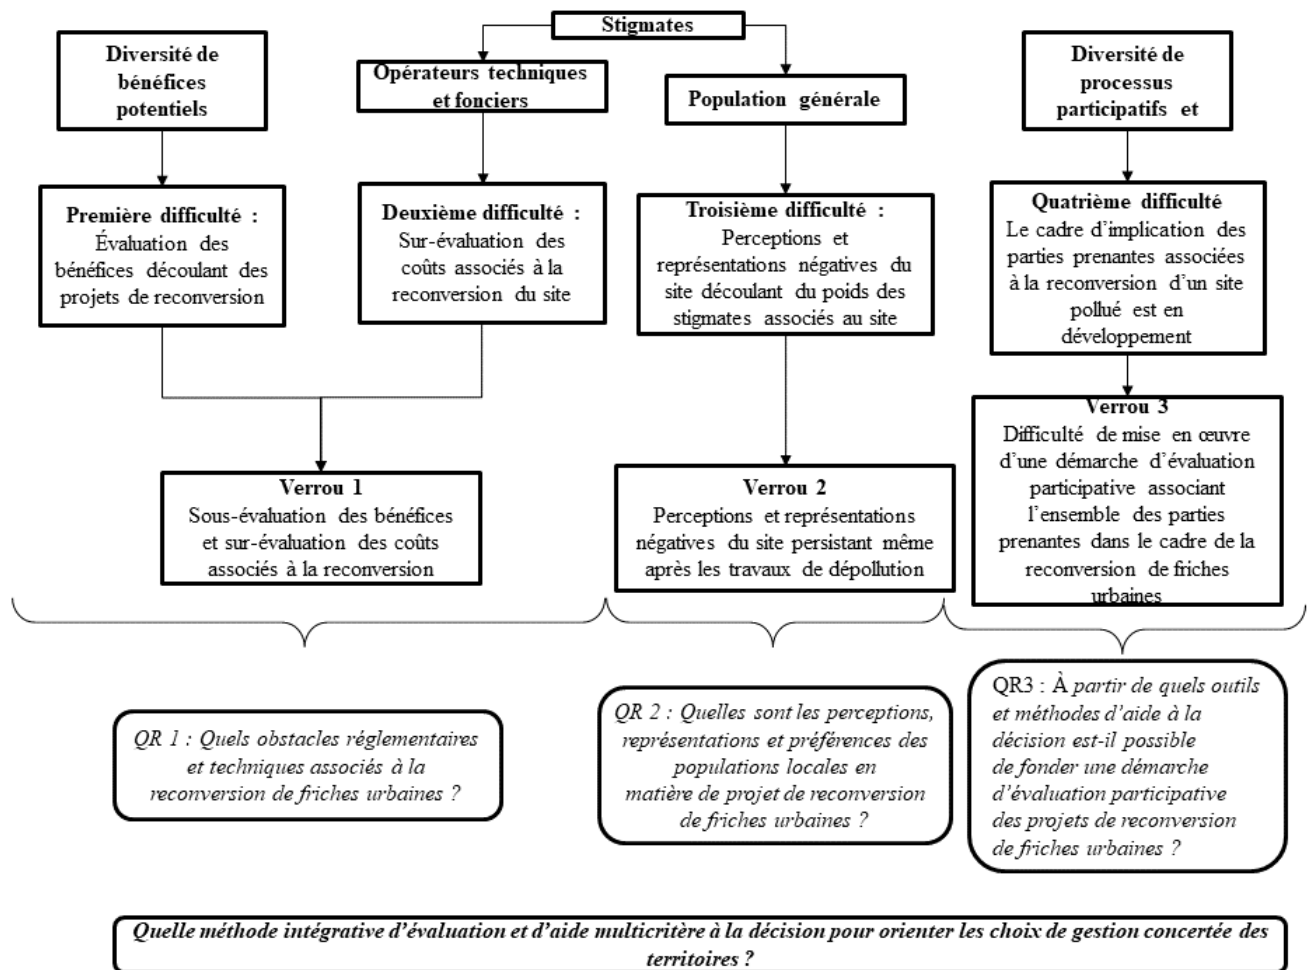 Stigmates
Diversité de
bénéfices
potentiels
Opérateurs techniques
et fonciers
Population générale
Diversité de
processus
participatifs et
Première difficulté :
Évaluation des
bénéfices découlant des
projets de reconversion
Deuxième difficulté :
Sur-évaluation des
coûts associés à la
reconversion du site
Troisième difficulté :
Perceptions et
représentations négatives du
site découlant du poids des
stigmates associés au site
Quatrième difficulté
Le cadre d’implication des
parties prenantes associées
à la reconversion d’un site
pollué est en
développement
Verrou 1
Sous-évaluation des bénéfices
et sur-évaluation des coûts
associés à la reconversion
Verrou 2
Perceptions et représentations
négatives du site persistant même
après les travaux de dépollution
Verrou 3
Difficulté de mise en œuvre
d’une démarche d’évaluation
participative associant
l’ensemble des parties
prenantes dans le cadre de la
reconversion de friches
urbaines
QR 1 : Quels obstacles réglementaires
et techniques associés à la
reconversion de friches urbaines ?
QR 2 : Quelles sont les perceptions,
représentations et préférences des
populations locales en
matière de projet de reconversion
de friches urbaines ?
QR3 : À partir de quels outils
et méthodes d’aide à la
décision est-il possible
de fonder une démarche
d’évaluation participative
des projets de reconversion
de friches urbaines ?
Quelle méthode intégrative d’évaluation et d’aide multicritère à la décision pour orienter les choix de gestion concertée des
territoires ?